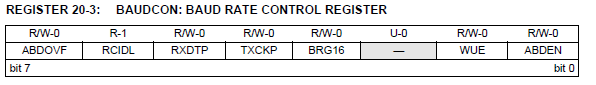 REGISTER 20-3: BAUDCON: BAUD RATE CONTROL REGISTER
R/W-0 R-1 R/W-0 R/W-0 R/W-0 U-0 R/W-0 R/W-0
ABDOVF RCIDL RXDTP TXCKP BRG16 — WUE ABDEN
bit 7 bit 0